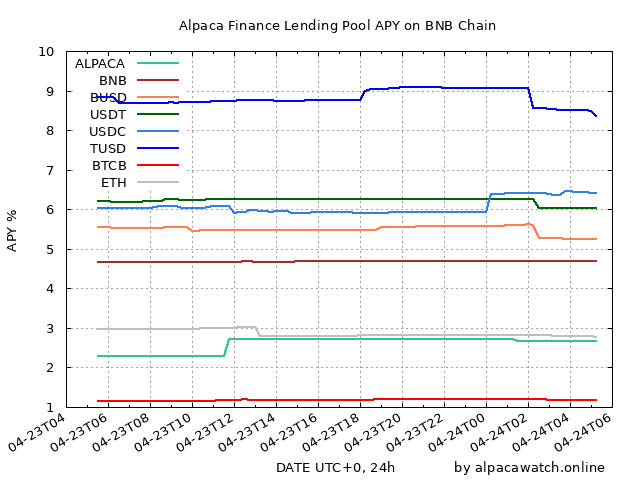 Alpaca Finance Lending Pool APY on BNB Chain
APY %
10
9
8
7
6
5
4
3
2
1
ALPACA
BNB
BUSD
USDT
USDC
TUSD
BTCB
ETH
04-23T04
04-23T06
04-23T08
04-23T10
04-23T12
04-23T14
04-23T16
04-23T18
04-23T20
04-23T22
04-24T00
04-24T02
04-24T04
04-24T06
DATE UTC+0, 24h
by alpacawatch.online